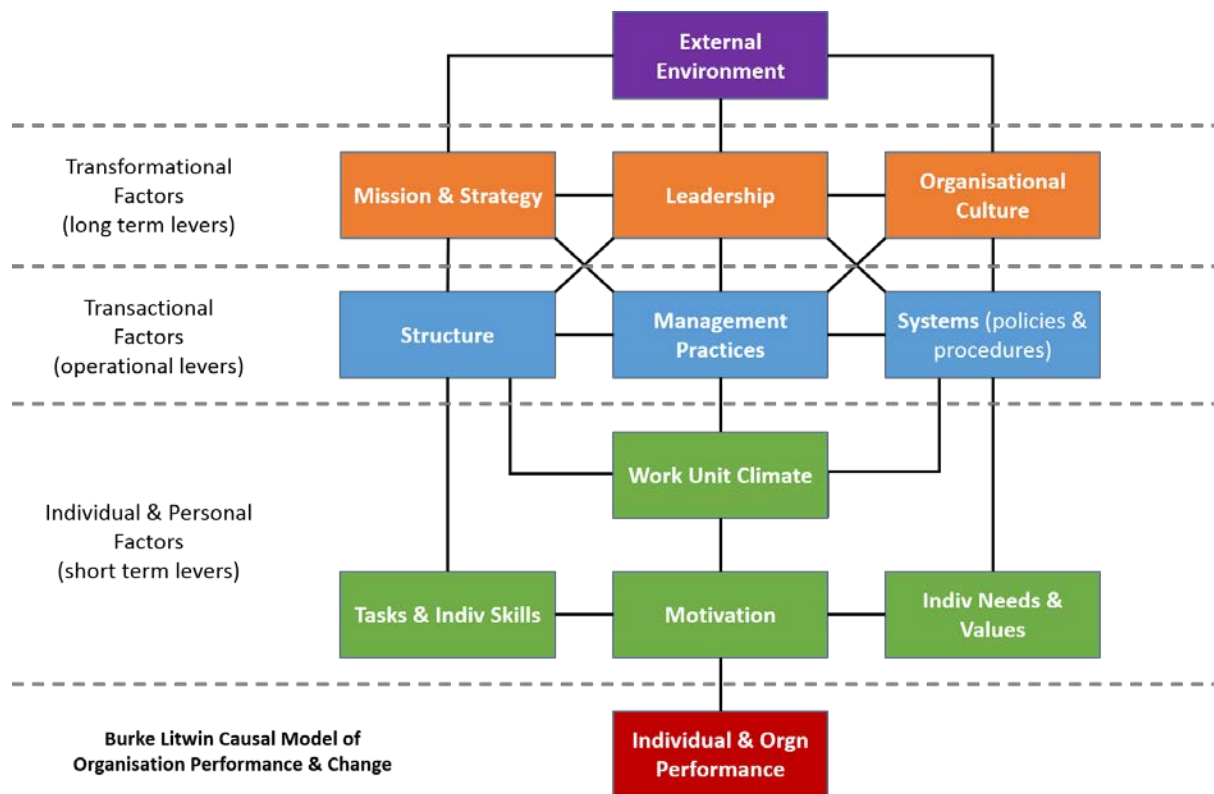 External
Environment
Transformational
Factors
(long term levers)
Mission & Strategy
Leadership
Organisational
Culture
Transactional
Factors
(operational levers)
Structure
Management
Practices
Systems (policies &
procedures)
Individual & Personal
Factors
(short term levers)
Work Unit Climate
Tasks & Indiv Skills
Motivation
Indiv Needs &
Values
Burke Litwin Causal Model of
Organisation Performance & Change
Individual & Orgn
Performance